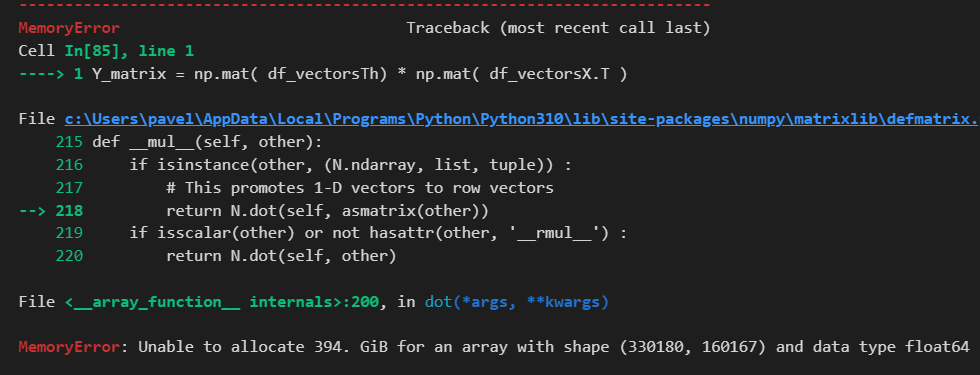 ---------------------------------------------------------------------------
MemoryError                               Traceback (most recent call last)
Cell In[85], line 1
----> 1 Y_matrix = np.mat( df_vectorsTh) * np.mat( df_vectorsX.T )
File c:\Users\pavel\AppData\Local\Programs\Python\Python310\lib\site-packages\numpy\matrixlib\defmatrix.
215 def __mul__(self, other):
216     if isinstance(other, (N.ndarray, list, tuple)) :
217         # This promotes 1-D vectors to row vectors
--> 218         return N.dot(self, asmatrix(other))
219     if isscalar(other) or not hasattr(other, '__rmul__') :
220         return N.dot(self, other)
File <__array_function__ internals>:200, in dot(*args, **kwargs)
MemoryError: Unable to allocate 394. GiB for an array with shape (330180, 160167) and data type float64